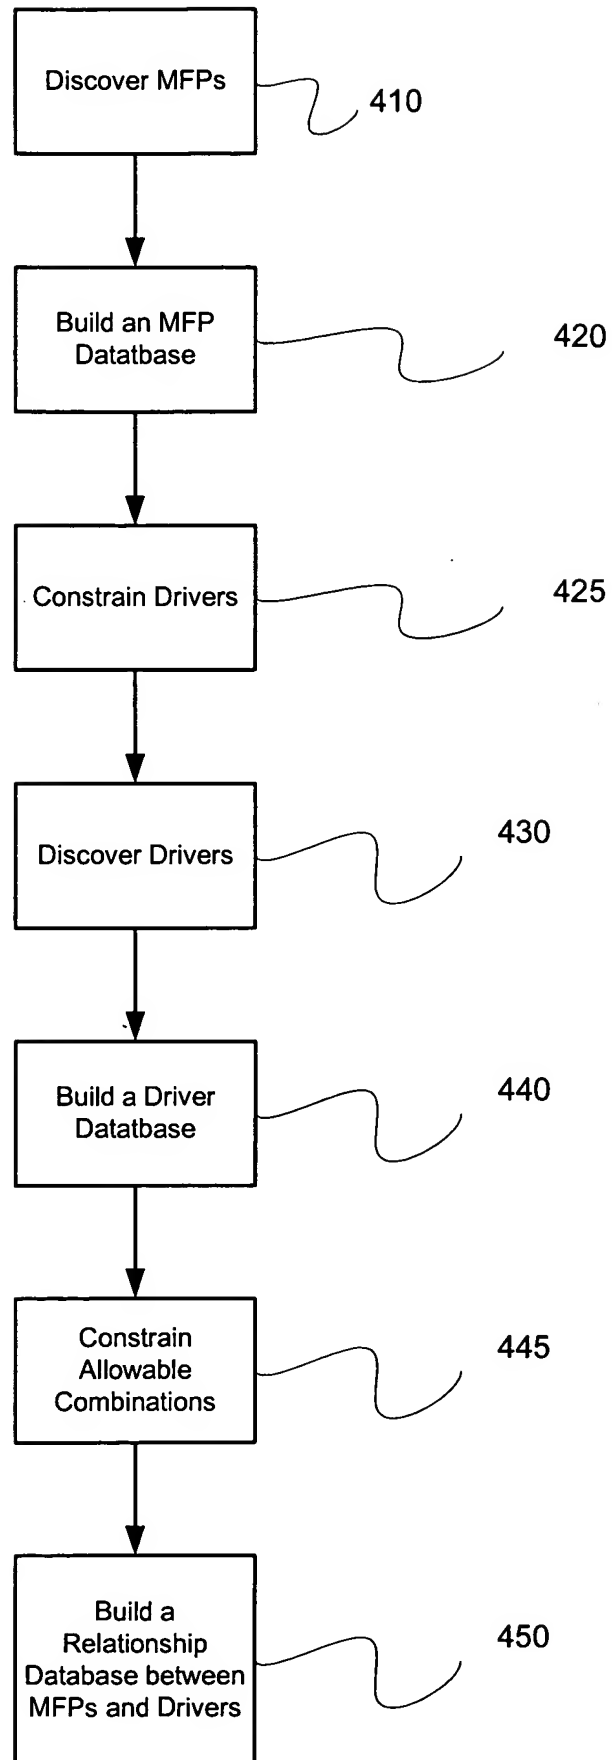 Discover MFPs
410
Build an MFP
Datatbase
420
Constrain Drivers
425
Discover Drivers
430
Build a Driver
Datatbase
440
Constrain
Allowable
Combinations
445
Build a
Relationship
Database between
MFPs and Drivers
450